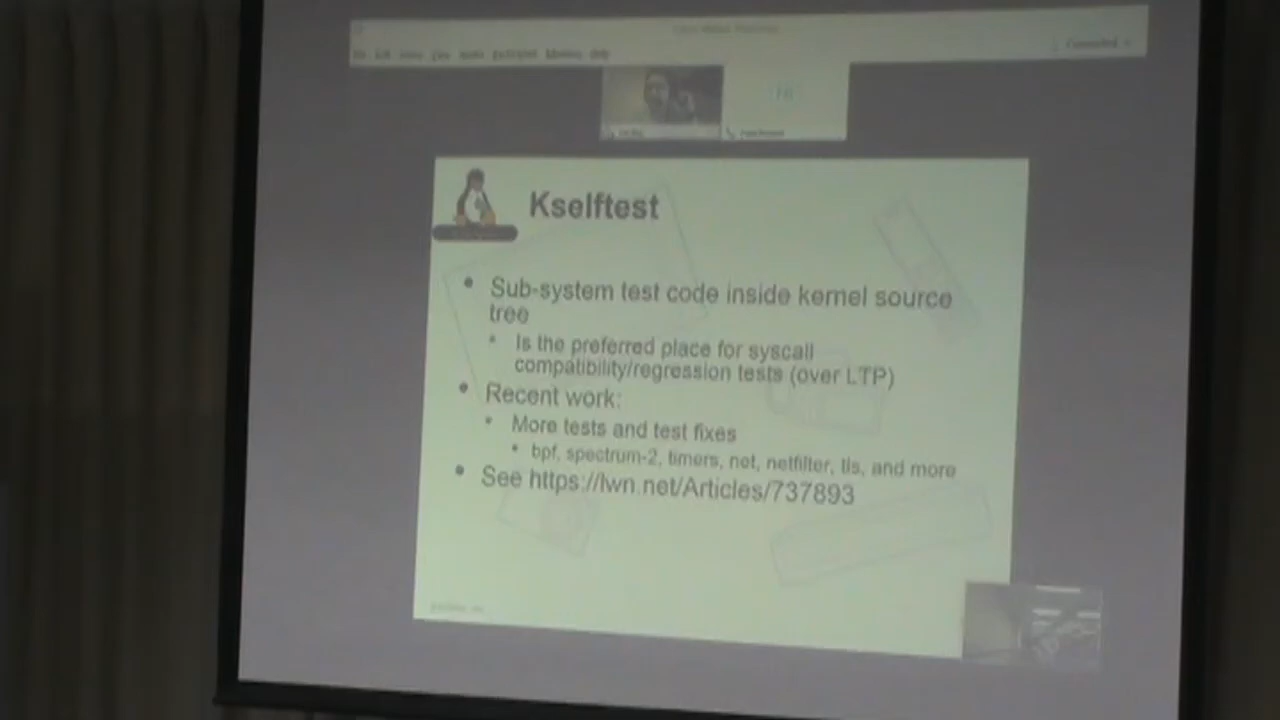 Connected
Kselftest
Sub-system test code inside kernel source
tree
Is the preferred place for syscall
compatibility/regression tests (over LTP)
Recent work:
More tests and test fixes
bpf, spectrum-2, timers, net, netfilter, tls, and more
See https://lwn.net/Articles/737893